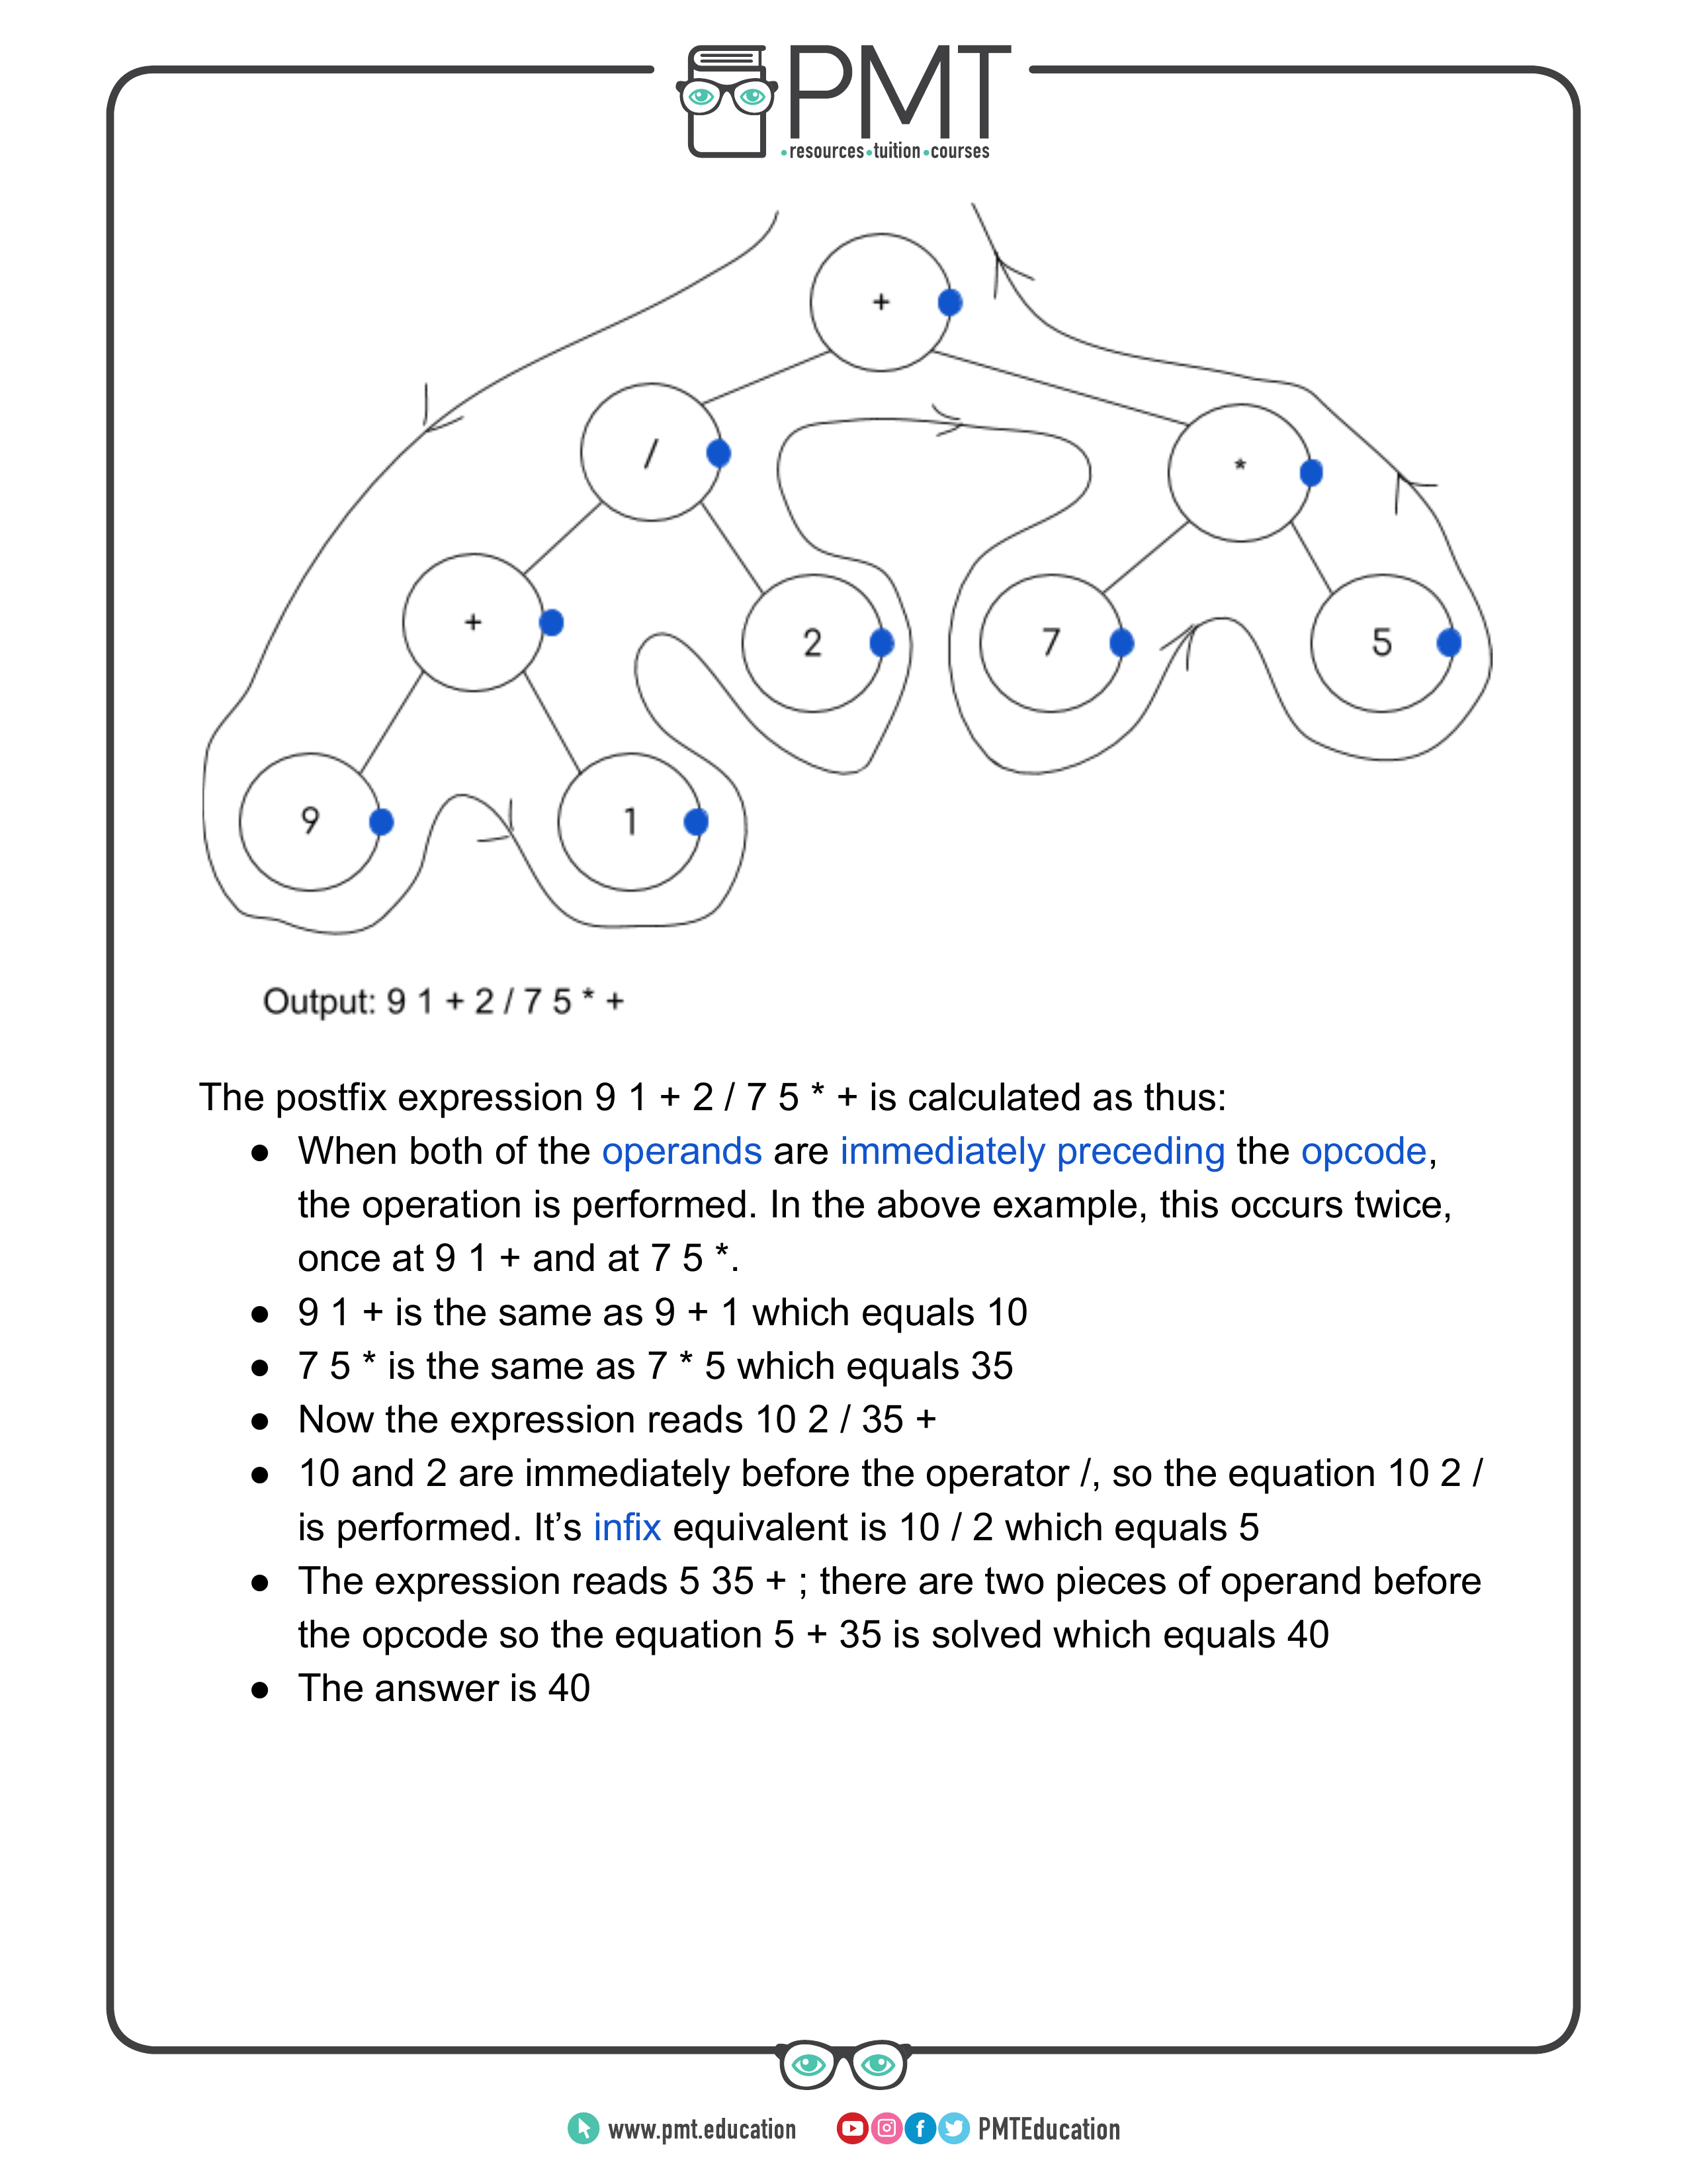 PMT
•resources•tuition•courses
+
/
*
+
2
7
5
9
1
Output: 9 1 + 2 / 7 5 * +
The postfix expression 9 1 + 2 / 7 5 * + is calculated as thus:
● When both of the operands are immediately preceding the opcode,
the operation is performed. In the above example, this occurs twice,
once at 9 1 + and at 7 5 *.
● 9 1 + is the same as 9 + 1 which equals 10
● 7 5 * is the same as 7 * 5 which equals 35
● Now the expression reads 10 2 / 35 +
● 10 and 2 are immediately before the operator /, so the equation 10 2 /
is performed. It’s infix equivalent is 10 / 2 which equals 5
● The expression reads 5 35 + ; there are two pieces of operand before
the opcode so the equation 5 + 35 is solved which equals 40
● The answer is 40
www.pmt.education PMTEducation